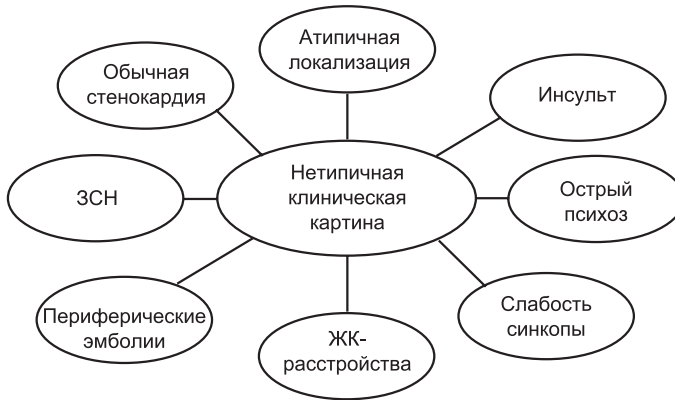 Атипичная
локализация
Обычная
стенокардия
Инсульт
Нетипичная
клиническая
картина
ЗСН
Острый
психоз
Периферические
эмболии
Слабость
синкопы
ЖК-
расстройства